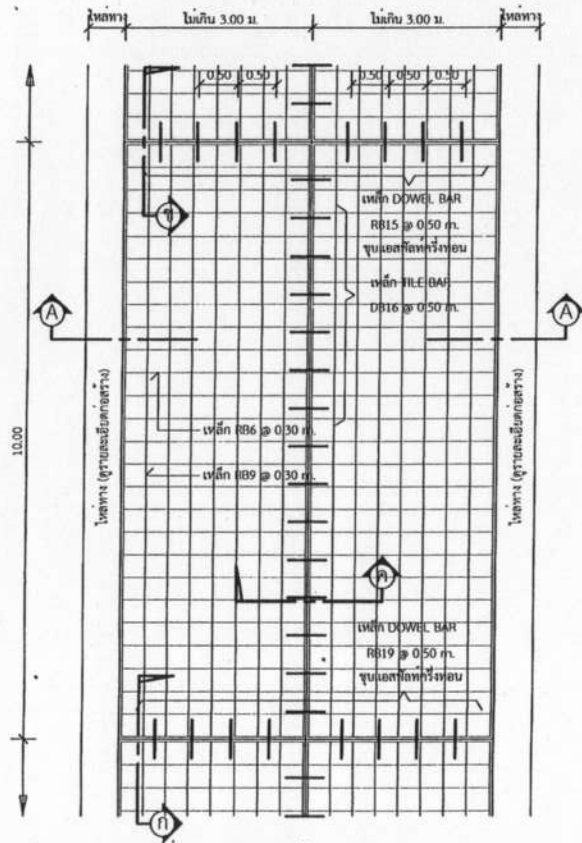 ไหล่ทาง
ไม่เกิน 3.00 ม.
ไม่เกิน 3.00 ม.
ไหล่ทาง
0.50 0.50
0.50 0.50 0.50
ข
เหล็ก DOWEL BAR
RB15 @ 0.50 m.
ชุบแอสฟัลท์ครึ่งท่อน
เหล็ก TILE BAR
DB16 @ 0.50 m.
A
A
10.00
ไหล่ทาง (ดูรายละเอียดก่อสร้าง)
ไหล่ทาง (ดูรายละเอียดก่อสร้าง)
เหล็ก RB6 @ 0.30 m.
เหล็ก RB9 @ 0.30 m.
ค
เหล็ก DOWEL BAR
RB19 @ 0.50 m.
ชุบแอสฟัลท์ครึ่งท่อน
ก